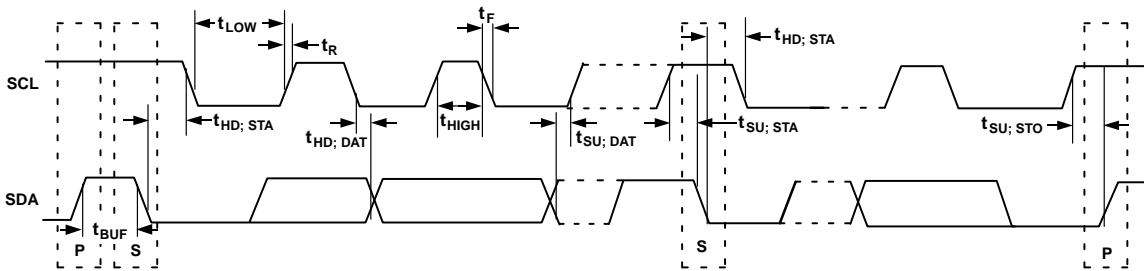 tLOW
tR
tF
tHD; STA
SCL
tHD; STA
tHD; DAT
tHIGH
tSU; DAT
tSU; STA
tSU; STO
SDA
tBUF
P
S
S
P